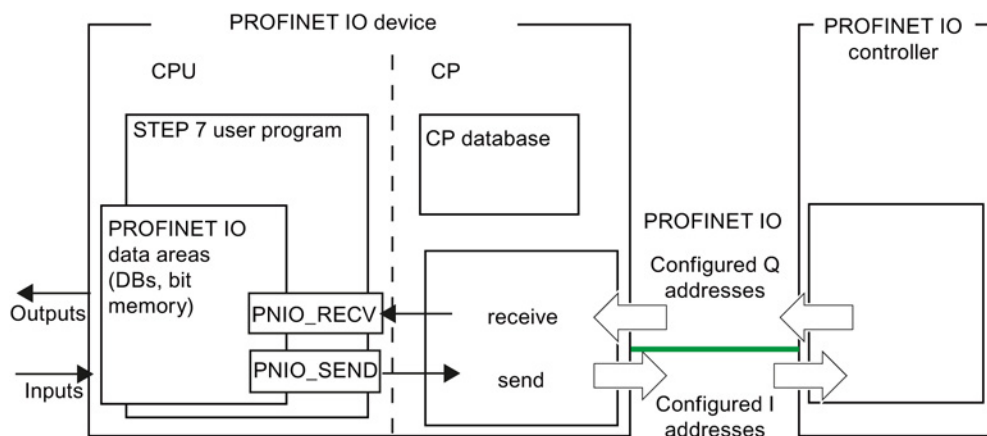 PROFINET IO device
PROFINET IO
controller
CPU
CP
STEP 7 user program
CP database
PROFINET IO
data areas
(DBs, bit
memory)
PROFINET IO
Configured Q
addresses
Outputs
PNIO_RECV
receive
Inputs
PNIO_SEND
send
Configured I
addresses